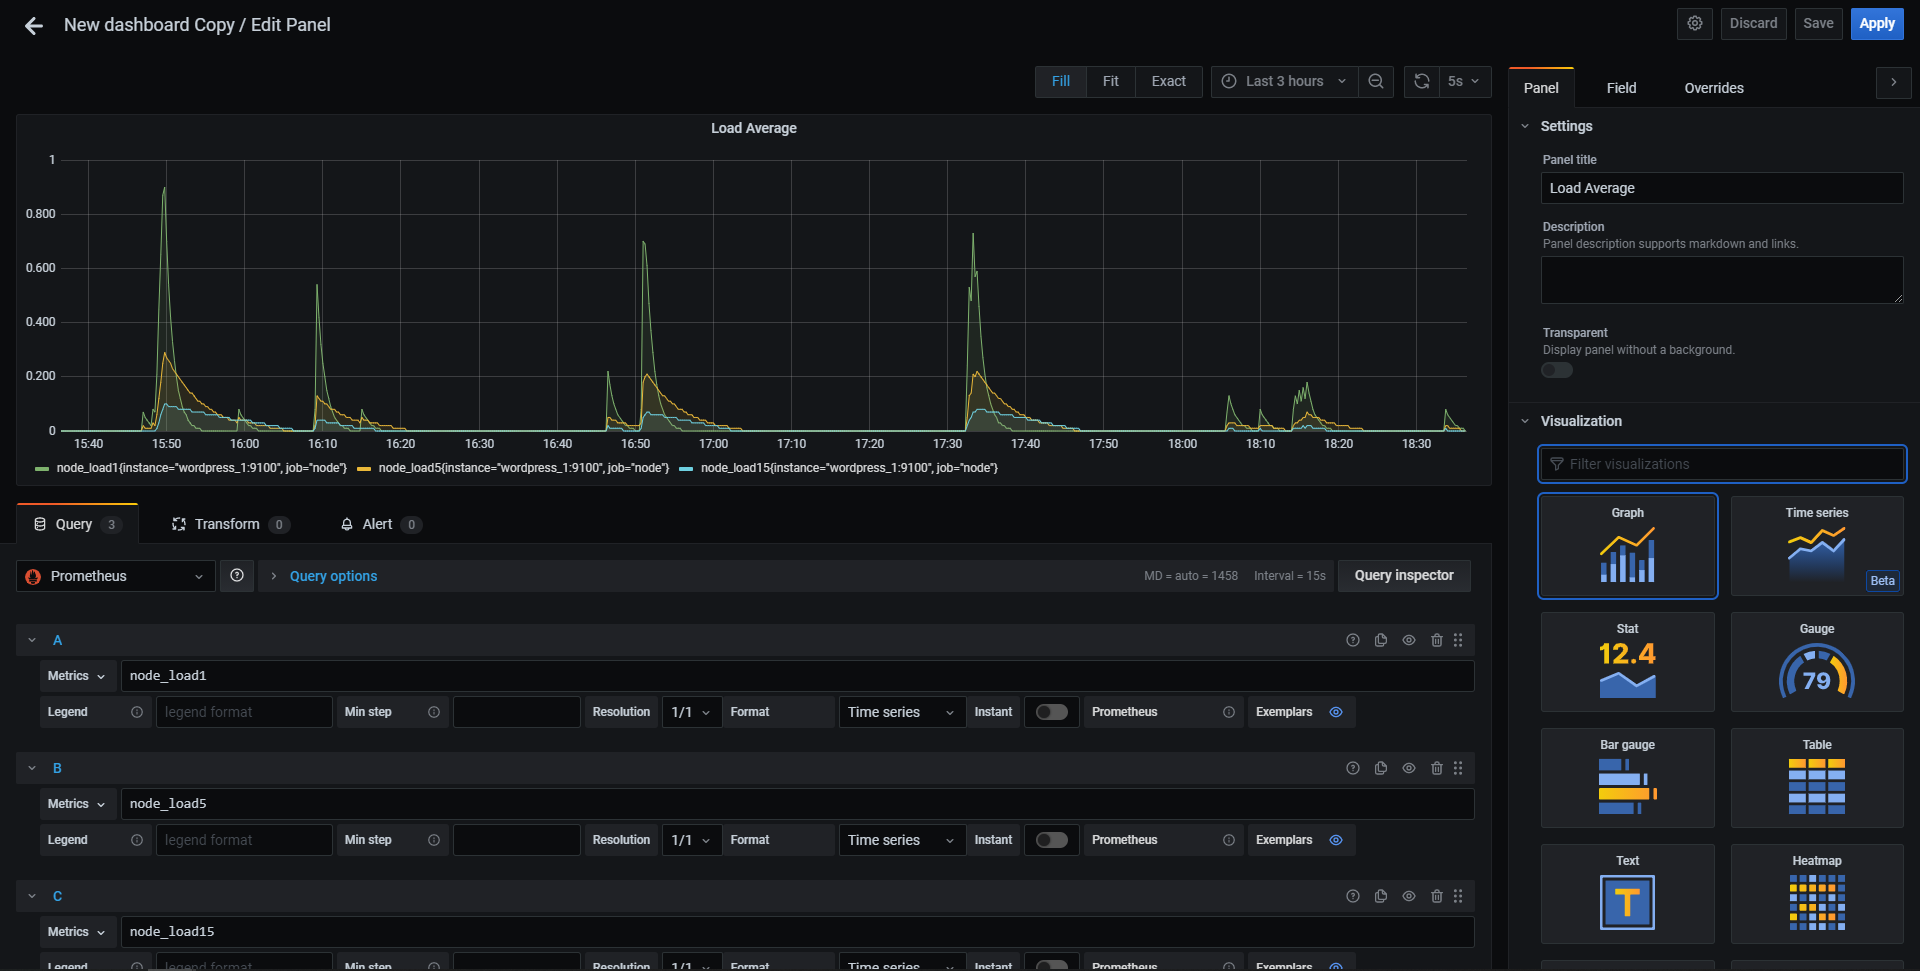 New dashboard Copy / Edit Panel
Discard
Save
Apply
Fill
Fit
Exact
Last 3 hours
5s
Panel
Field
Overrides
Load Average
1
0.800
0.600
0.400
0.200
0
15:40
15:50
16:00
16:10
16:20
16:30
16:40
16:50
17:00
17:10
17:20
17:30
17:40
17:50
18:00
18:10
18:20
18:30
node_load1{instance="wordpress_1:9100", job="node"}
node_load5{instance="wordpress_1:9100", job="node"}
node_load15{instance="wordpress_1:9100", job="node"}
Query 3
Transform 0
Alert 0
Prometheus
Query options
MD = auto = 1458
Interval = 15s
Query inspector
A
Metrics
node_load1
Legend
legend format
Min step
Resolution
1/1
Format
Time series
Instant
Prometheus
Exemplars
B
Metrics
node_load5
Legend
legend format
Min step
Resolution
1/1
Format
Time series
Instant
Prometheus
Exemplars
C
Metrics
node_load15
Legend
legend format
Min step
Resolution
1/1
Format
Time series
Instant
Prometheus
Exemplars
Settings
Panel title
Load Average
Description
Panel description supports markdown and links.
Transparent
Display panel without a background.
Visualization
Filter visualizations
Graph
Time series
Beta
Stat
12.4
Gauge
79
Bar gauge
Table
Text
T
Heatmap